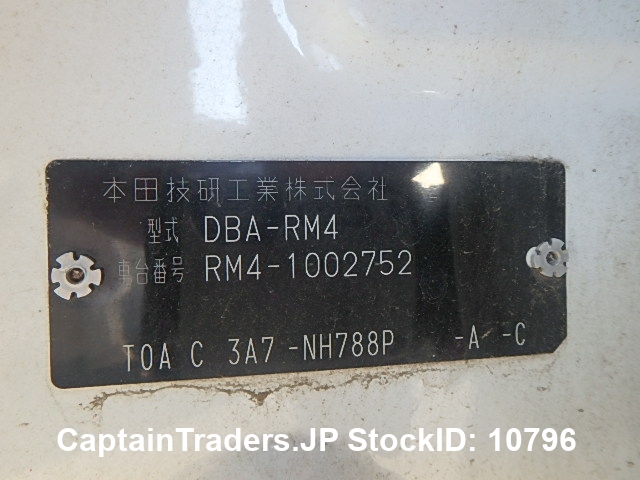 本田技研工業株式会社
型式 DBA-RM4
車台番号 RM4-1002752
TOA C 3A7 -NH788P -A -C
CaptainTraders.JP StockID: 10796